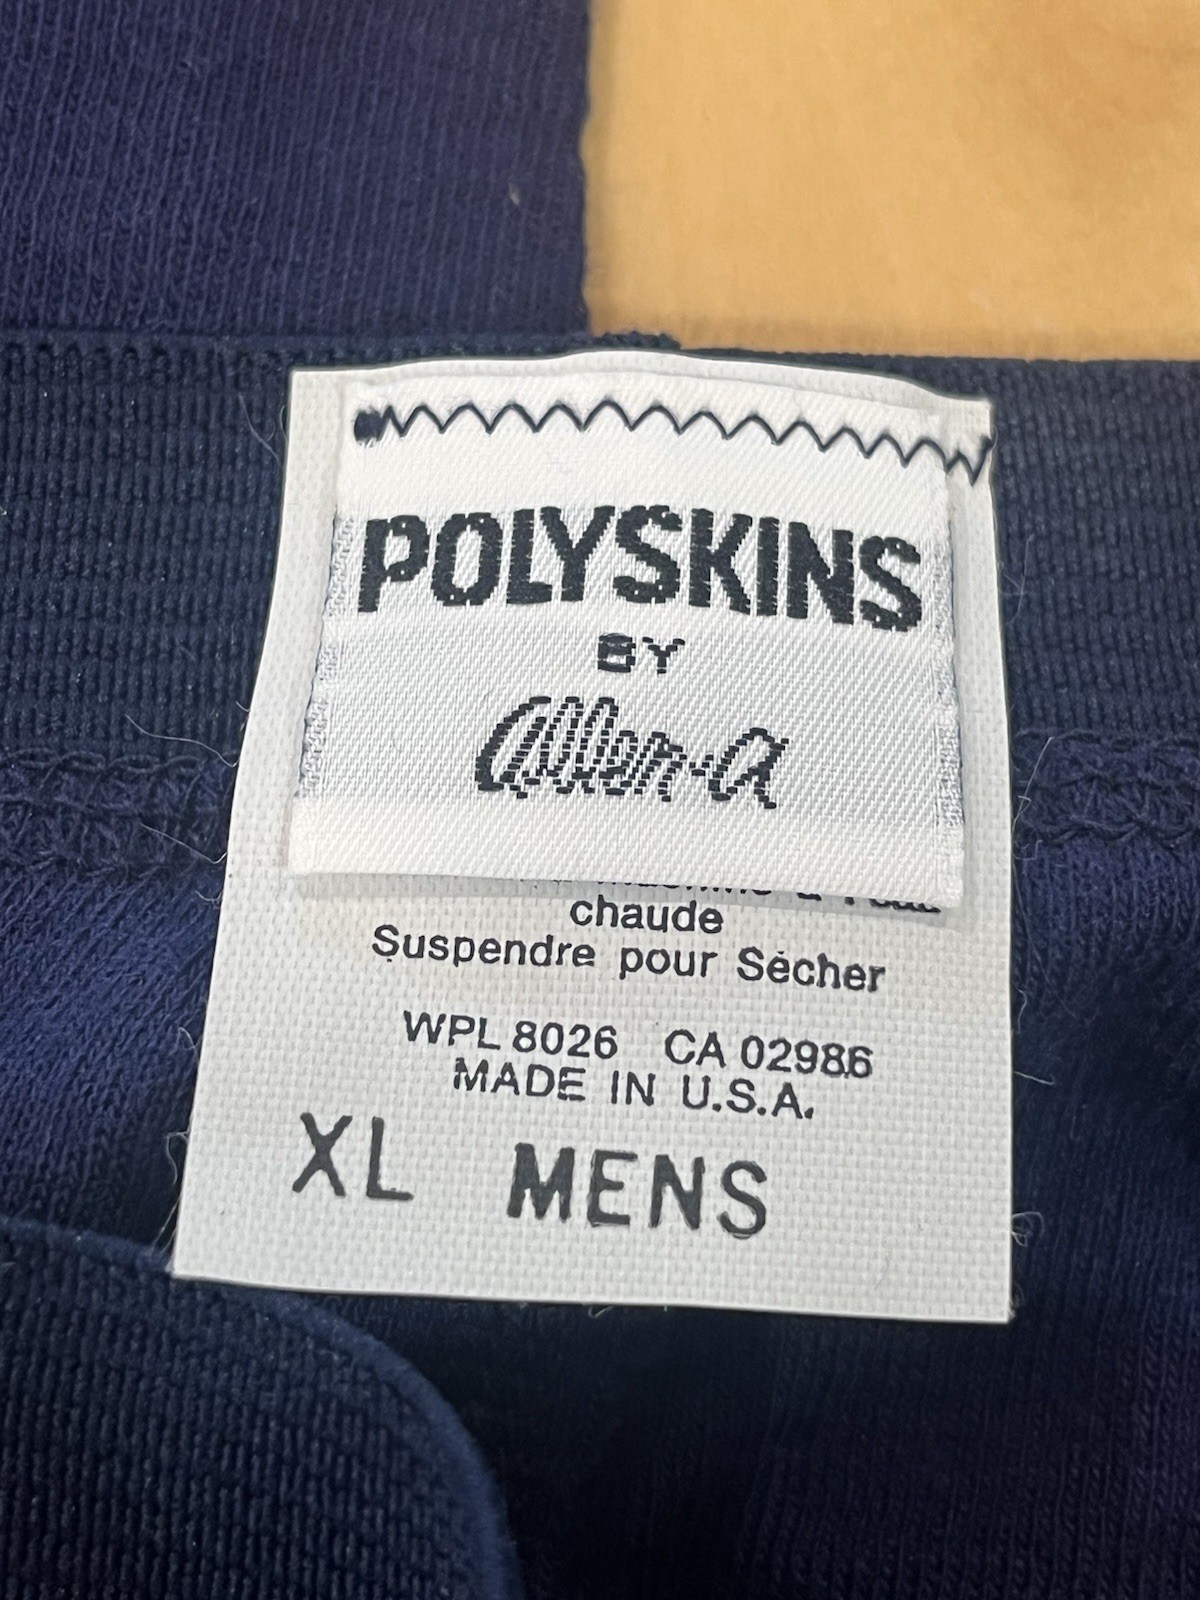 POLYSKINS
BY
allen-a
chaude
Suspendre pour Sécher
WPL 8026 CA 02986
MADE IN U.S.A.
XL MENS